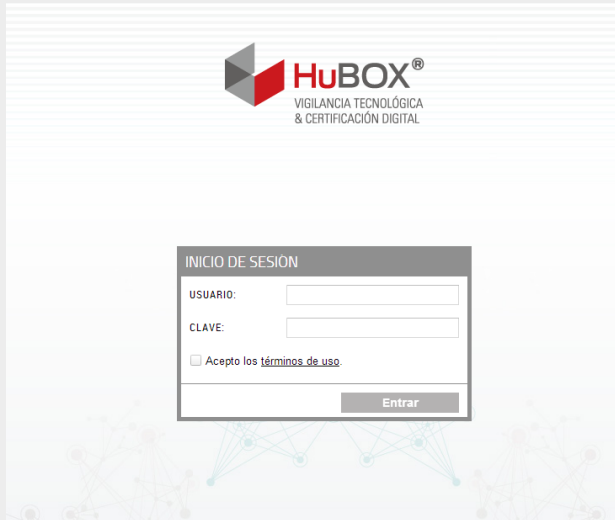 HuBOX®
VIGILANCIA TECNOLÓGICA
& CERTIFICACIÓN DIGITAL
INICIO DE SESIÓN
USUARIO:
CLAVE:
Acepto los términos de uso.
Entrar